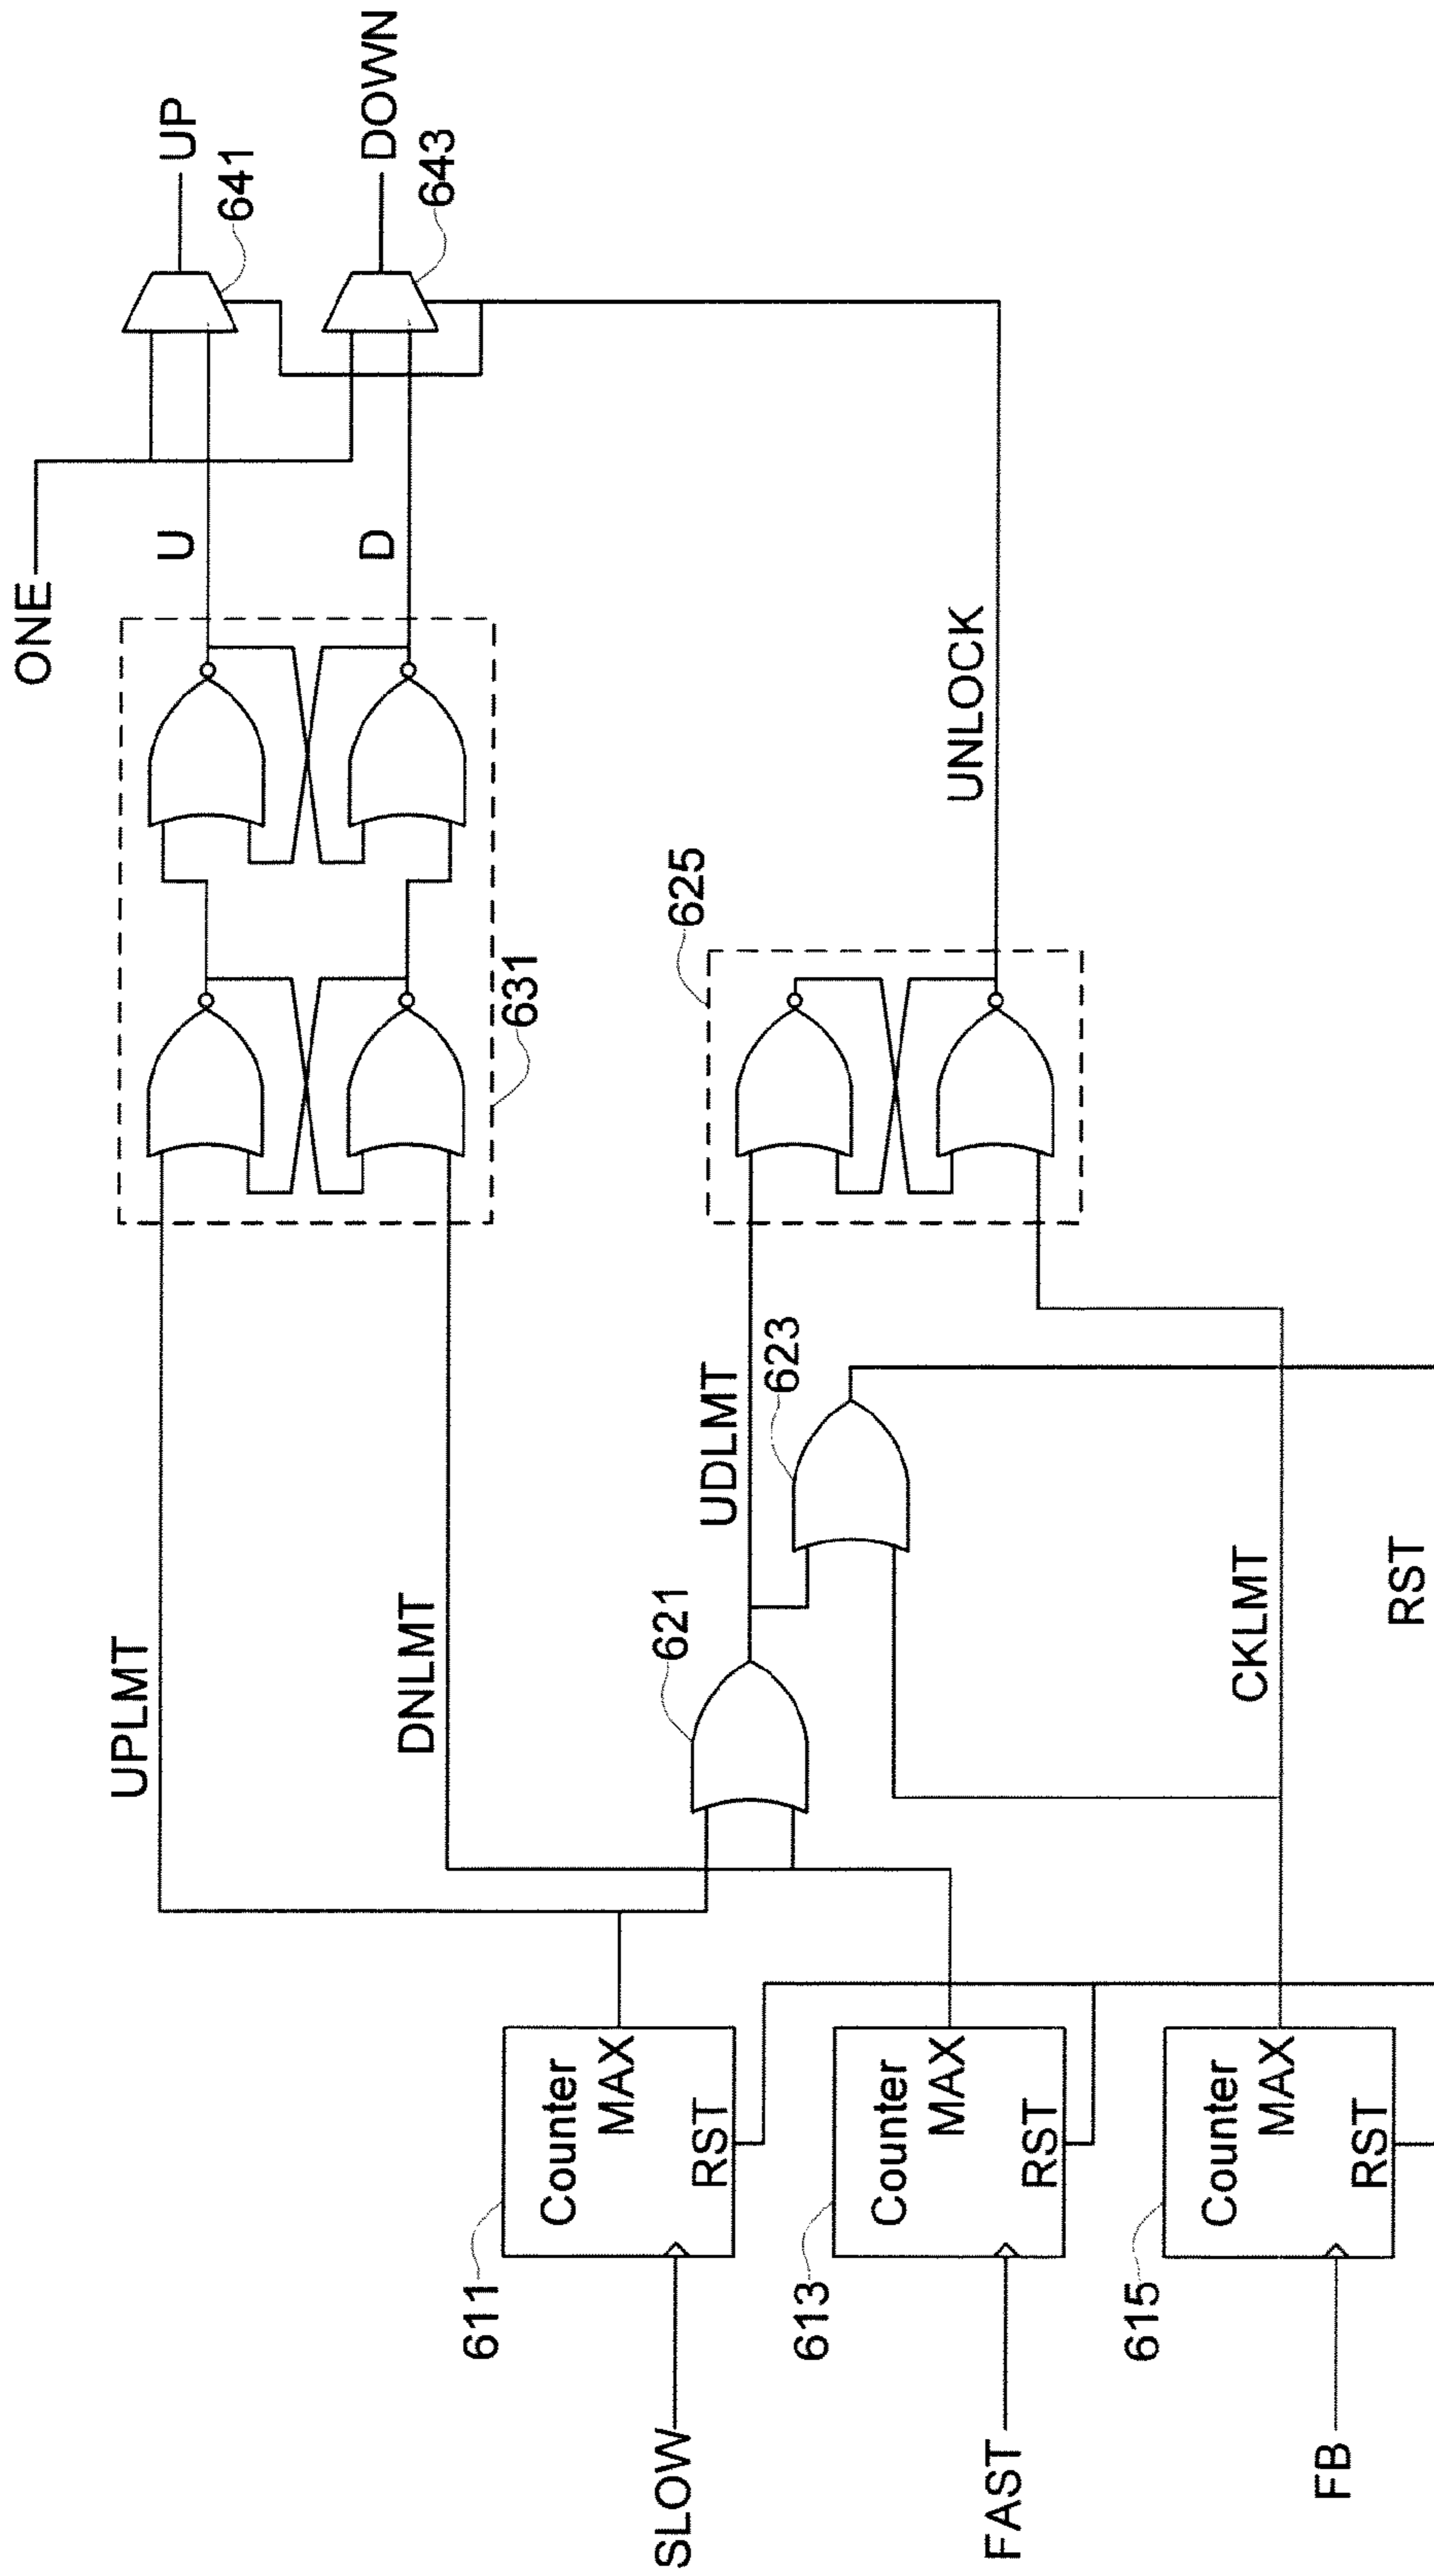 ONE
UP
641
U
DOWN
643
D
631
UPLMT
DNLMT
UNLOCK
625
UDLMT
623
621
CKLMT
RST
611
Counter
MAX
RST
SLOW
613
Counter
MAX
RST
FAST
615
Counter
MAX
RST
FB